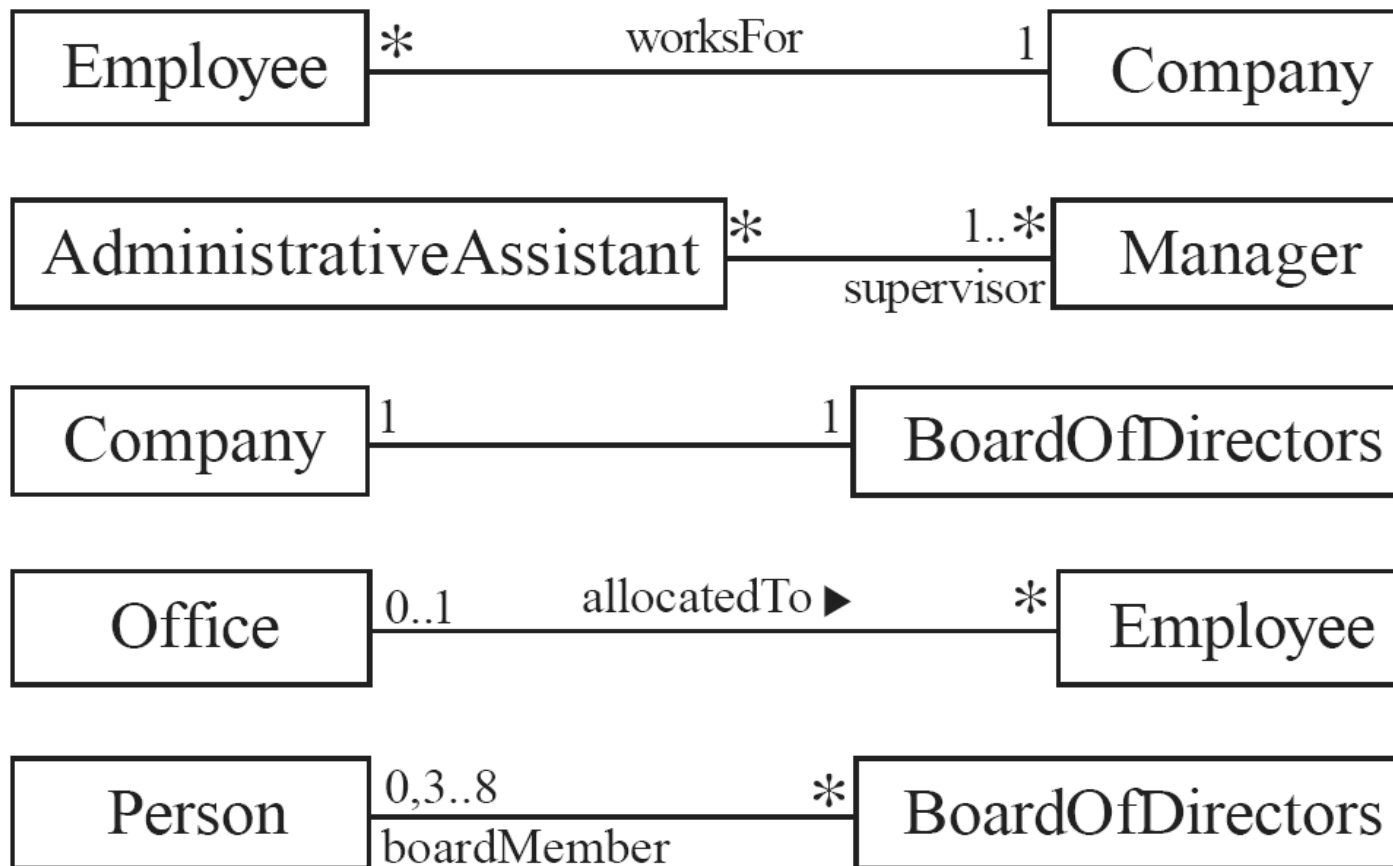 Employee * worksFor 1 Company
AdministrativeAssistant * 1..* Manager
supervisor
Company 1 1 BoardOfDirectors
Office 0..1 allocatedTo ▶ * Employee
Person 0,3..8 * BoardOfDirectors
boardMember